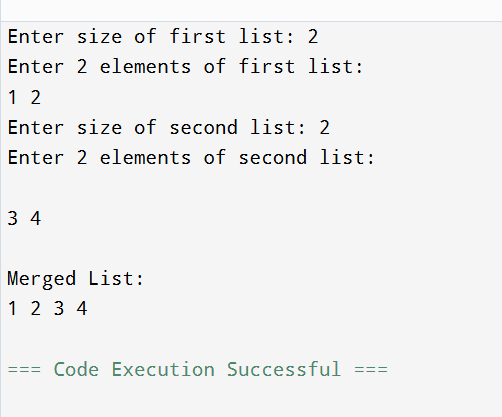 Enter size of first list: 2
Enter 2 elements of first list:
1 2
Enter size of second list: 2
Enter 2 elements of second list:
3 4
Merged List:
1 2 3 4
=== Code Execution Successful ===